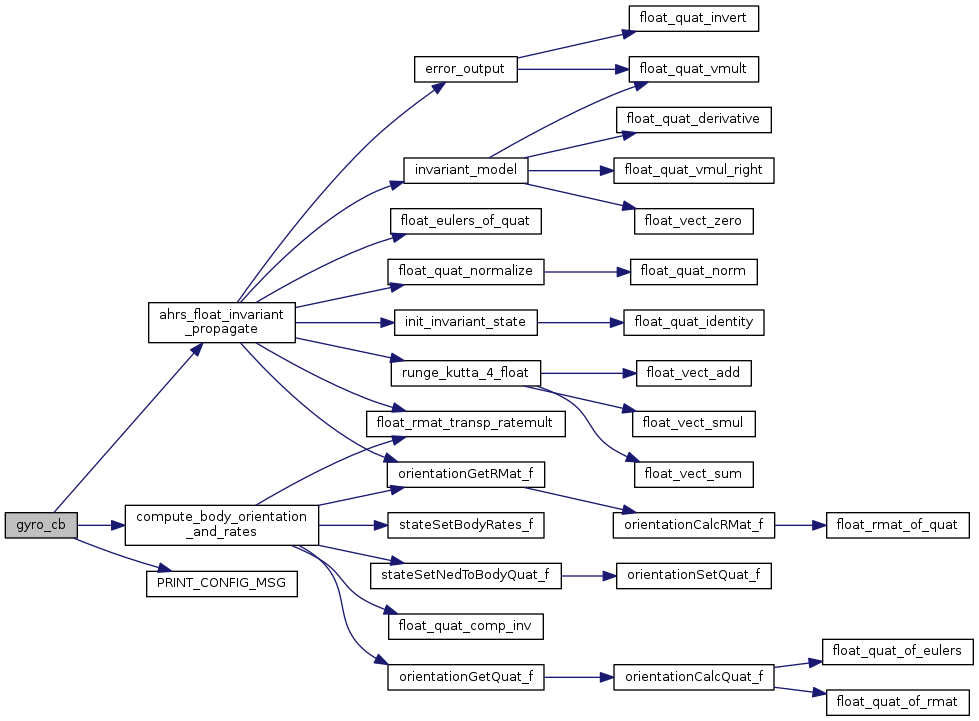 float_quat_invert
error_output
float_quat_vmult
float_quat_derivative
invariant_model
float_quat_vmul_right
float_eulers_of_quat
float_vect_zero
float_quat_normalize
float_quat_norm
ahrs_float_invariant
_propagate
init_invariant_state
float_quat_identity
runge_kutta_4_float
float_vect_add
float_rmat_transp_ratemult
float_vect_smul
orientationGetRMat_f
float_vect_sum
gyro_cb
compute_body_orientation
_and_rates
stateSetBodyRates_f
orientationCalcRMat_f
float_rmat_of_quat
PRINT_CONFIG_MSG
stateSetNedToBodyQuat_f
orientationSetQuat_f
float_quat_comp_inv
float_quat_of_eulers
orientationGetQuat_f
orientationCalcQuat_f
float_quat_of_rmat